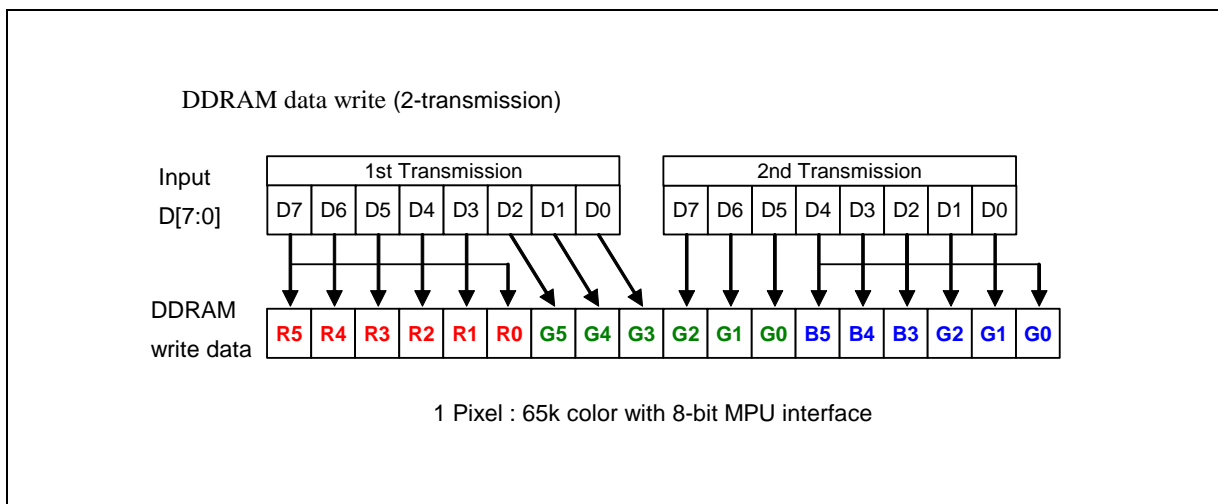 DDRAM data write (2-transmission)
Input
D[7:0]
1st Transmission
2nd Transmission
D7 D6 D5 D4 D3 D2 D1 D0
D7 D6 D5 D4 D3 D2 D1 D0
DDRAM
write data
R5 R4 R3 R2 R1 R0 G5 G4 G3 G2 G1 G0 B5 B4 B3 G2 G1 G0
1 Pixel : 65k color with 8-bit MPU interface